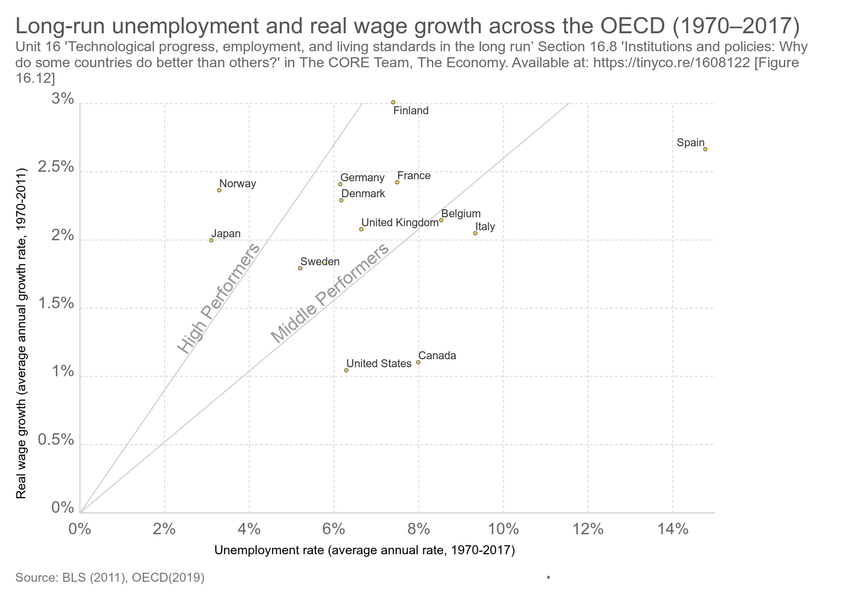 Long-run unemployment and real wage growth across the OECD (1970–2017)
Unit 16 'Technological progress, employment, and living standards in the long run' Section 16.8 'Institutions and policies: Why
do some countries do better than others?' in The CORE Team, The Economy. Available at: https://tinyco.re/1608122 [Figure
16.12]
3%
Finland
Spain
2.5%
Norway
Germany
France
Denmark
Belgium
United Kingdom
Italy
2%
Japan
Sweden
High Performers
Middle Performers
1.5%
Canada
United States
1%
0.5%
0%
Real wage growth (average annual growth rate, 1970-2011)
0%
2%
4%
6%
8%
10%
12%
14%
Unemployment rate (average annual rate, 1970-2017)
Source: BLS (2011), OECD(2019)